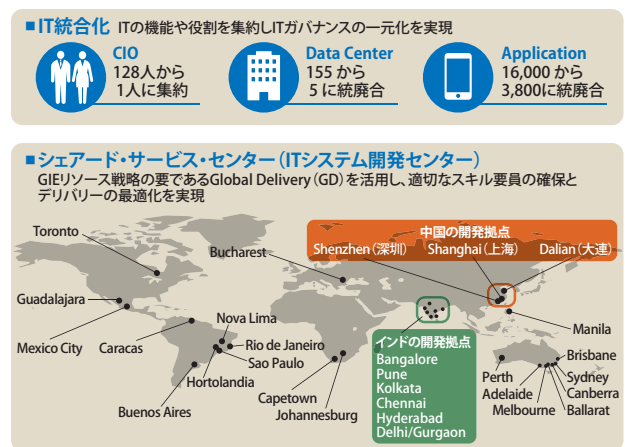 ■IT統合化 ITの機能や役割を集約しITガバナンスの一元化を実現
CIO
128人から
1人に集約
Data Center
155 から
5 に統廃合
Application
16,000 から
3,800に統廃合
■シェアード・サービス・センター（ITシステム開発センター）
GIEリソース戦略の要であるGlobal Delivery（GD）を活用し、適切なスキル要員の確保と
デリバリーの最適化を実現
中国の開発拠点
Shenzhen（深圳） Shanghai（上海） Dalian（大連）
Toronto
Bucharest
Guadalajara
Mexico City
Caracas
Nova Lima
Rio de Janeiro
Sao Paulo
Hortolandia
Buenos Aires
Capetown
Johannesburg
インドの開発拠点
Bangalore
Pune
Kolkata
Chennai
Hyderabad
Delhi/Gurgaon
Manila
Brisbane
Perth
Sydney
Adelaide
Canberra
Melbourne
Ballarat